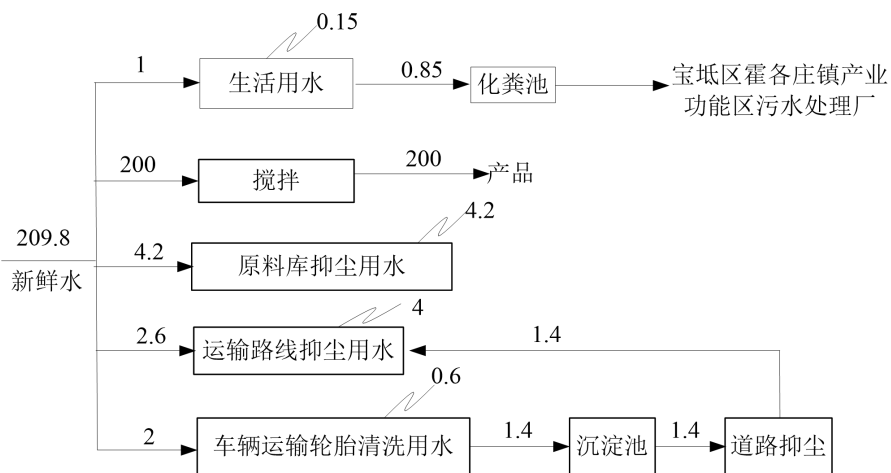 0.15
1
生活用水
0.85
化粪池
宝坻区霍各庄镇产业
功能区污水处理厂
200
搅拌
200
产品
4.2
209.8
新鲜水
4.2
原料库抑尘用水
4
2.6
运输路线抑尘用水
1.4
0.6
2
车辆运输轮胎清洗用水
1.4
沉淀池
1.4
道路抑尘